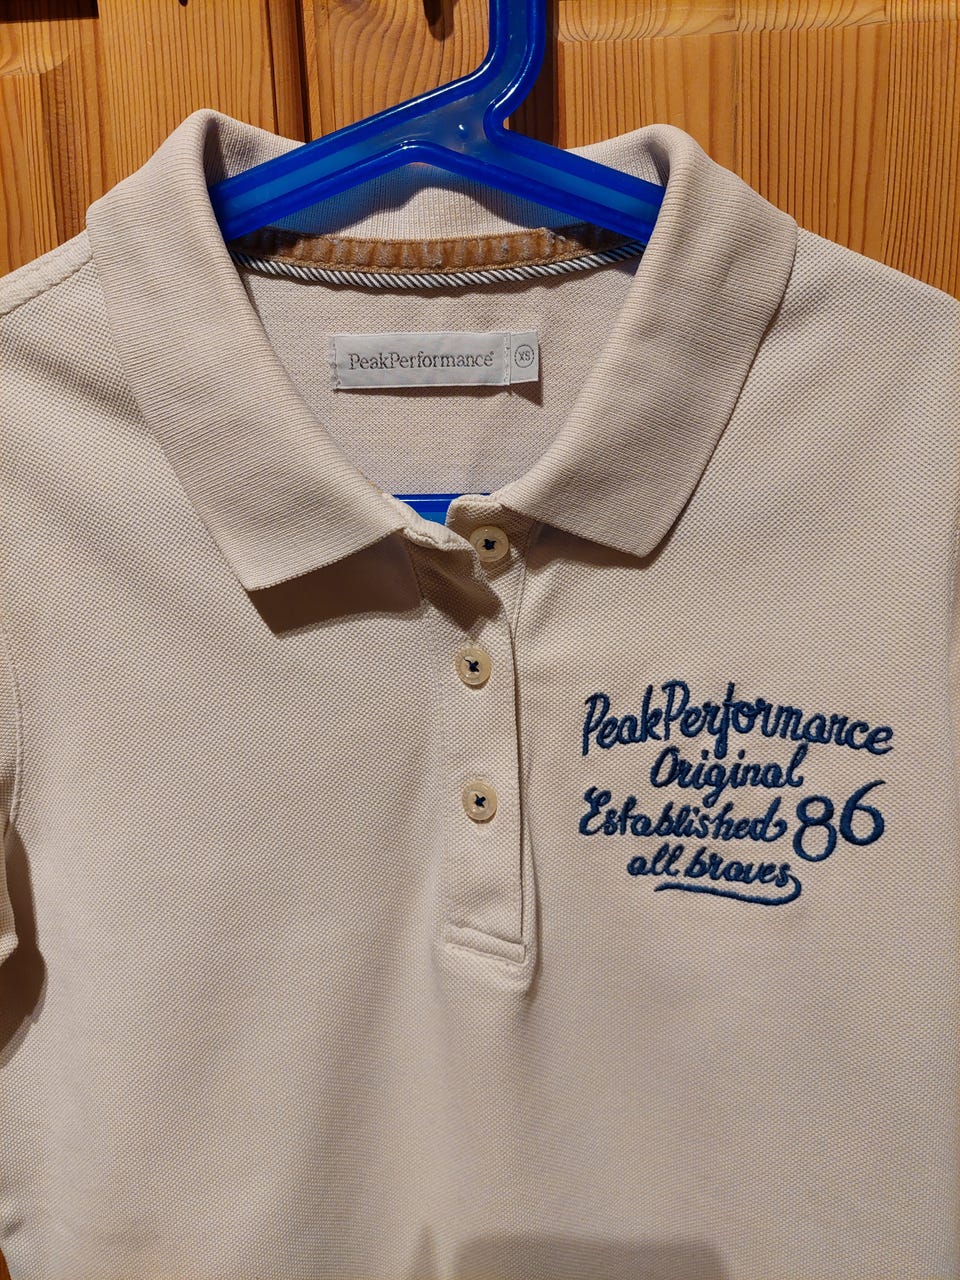 PeakPerformance®
XS
PeakPerformance
Original
Established 86
all braves